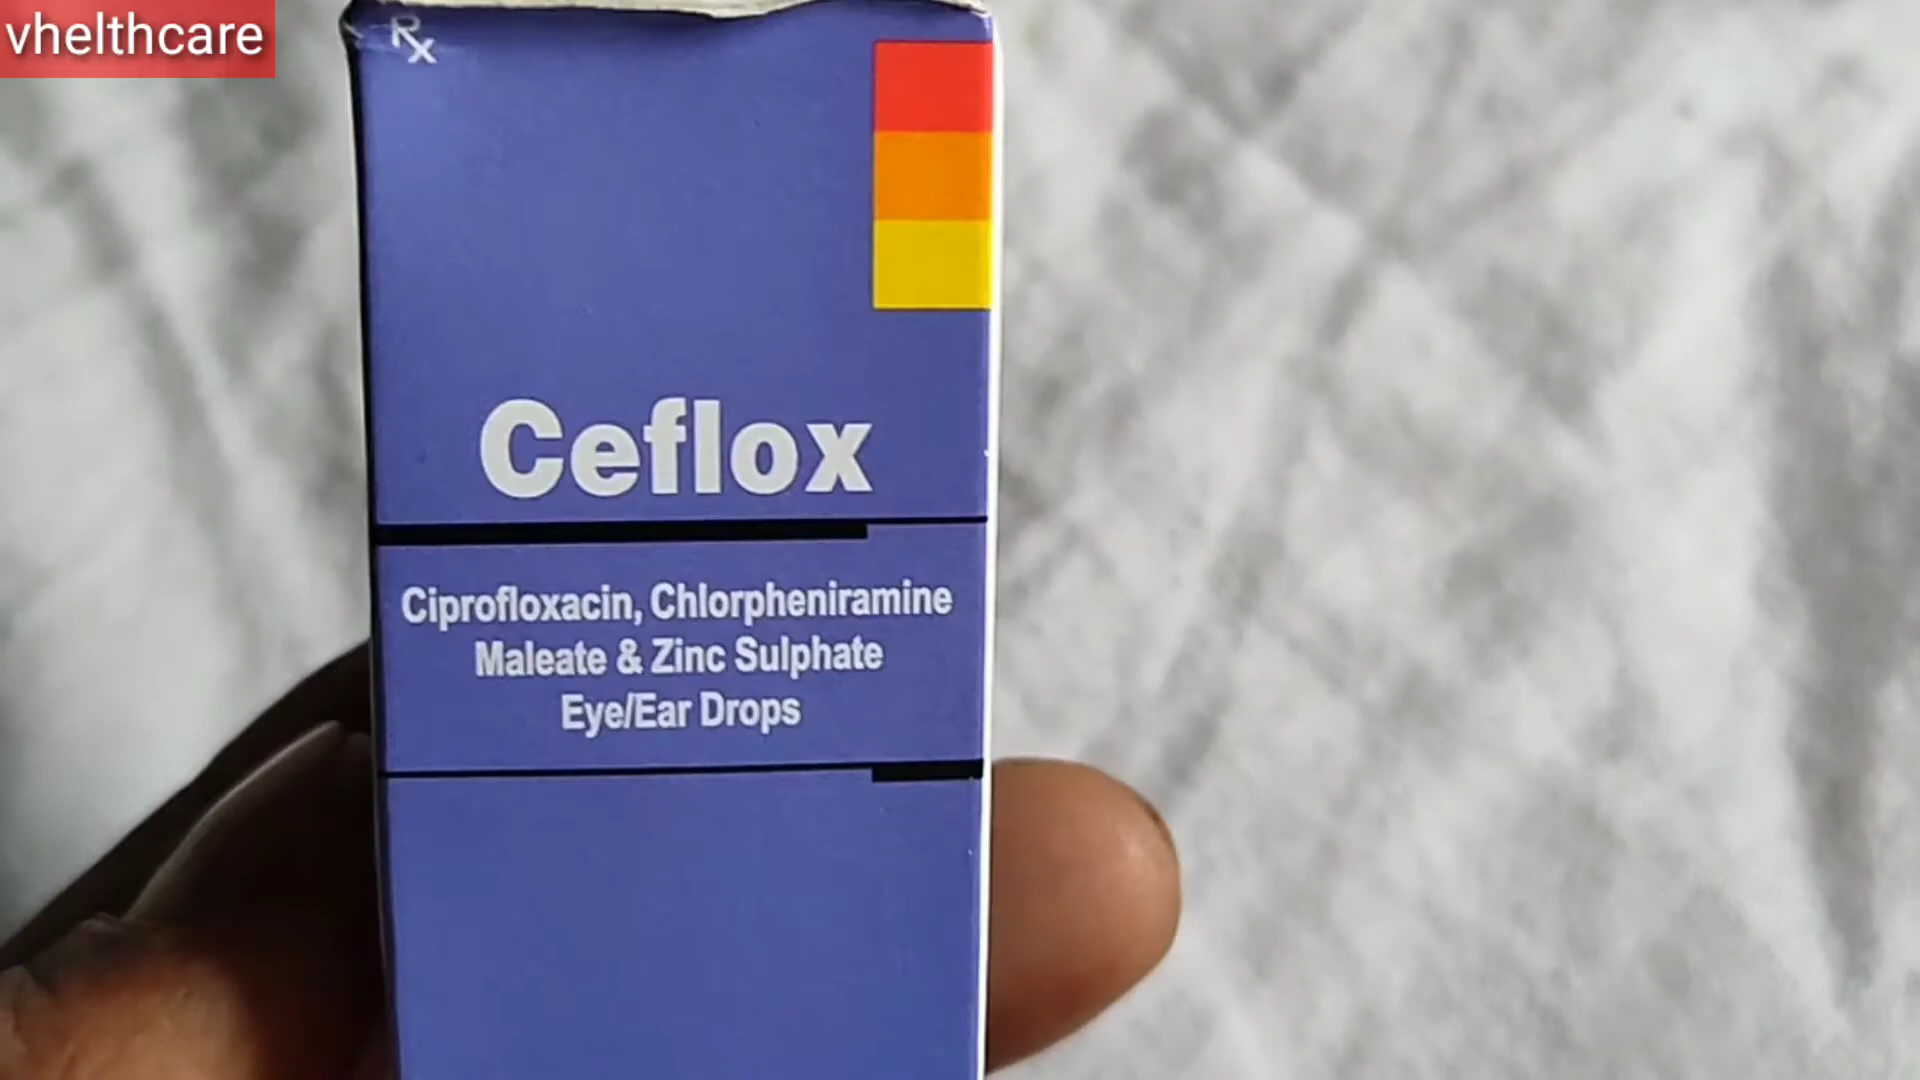 vhelthcare
Rx
Ceflox
Ciprofloxacin, Chlorpheniramine
Maleate & Zinc Sulphate
Eye/Ear Drops